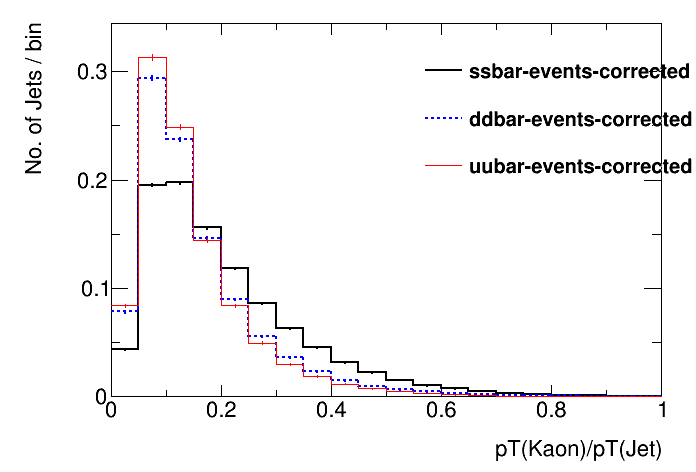 No. of Jets / bin
0.3
0.2
0.1
0
ssbar-events-corrected
ddbar-events-corrected
uubar-events-corrected
0 0.2 0.4 0.6 0.8 1
pT(Kaon)/pT(Jet)